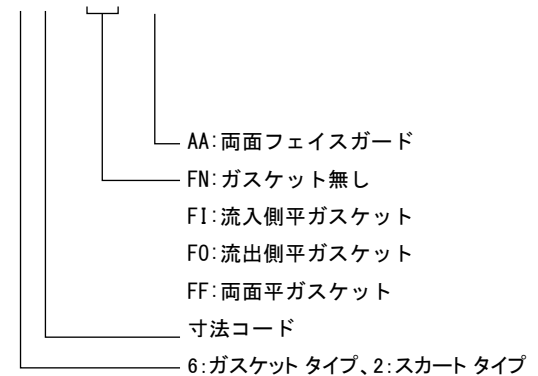 AA:両面フェイスガード
FN:ガスケット無し
FI:流入側平ガスケット
FO:流出側平ガスケット
FF:両面平ガスケット
寸法コード
6:ガスケット タイプ、2:スカート タイプ